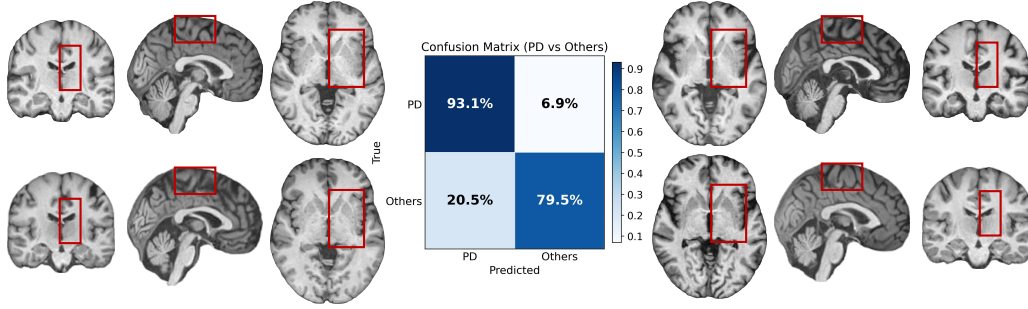 Confusion Matrix (PD vs Others)
PD
93.1%
6.9%
Others
20.5%
79.5%
PD
Others
Predicted
True
0.9
0.8
0.7
0.6
0.5
0.4
0.3
0.2
0.1